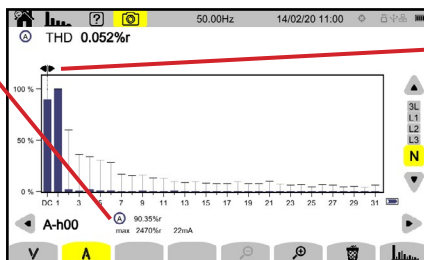 ? 50.00Hz 14/02/20 11:00
A THD 0.052%r
100 %
50 %
0 %
DC 1 3 5 7 9 11 13 15 17 19 21 23 25 27 29 31
3L
L1
L2
L3
N
A-h00
A 90.35%r
max 2470%r 22mA
V A